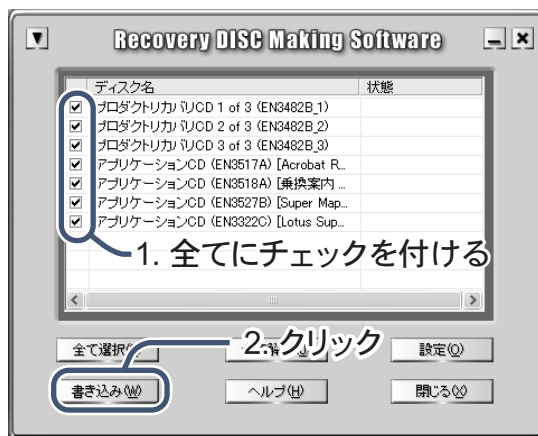 Recovery DISC Making Software
ディスク名 状態
プロダクトリカバリCD 1 of 3 (EN3482B_1)
プロダクトリカバリCD 2 of 3 (EN3482B_2)
プロダクトリカバリCD 3 of 3 (EN3482B_3)
アプリケーションCD (EN3517A) [Acrobat R...
アプリケーションCD (EN3518A) [乗換案内 ...
アプリケーションCD (EN3527B) [Super Map...
アプリケーションCD (EN3322C) [Lotus Sup...
1. 全てにチェックを付ける
全て選択 2. クリック 設定(O)
書き込み(W) ヘルプ(H) 閉じる(X)